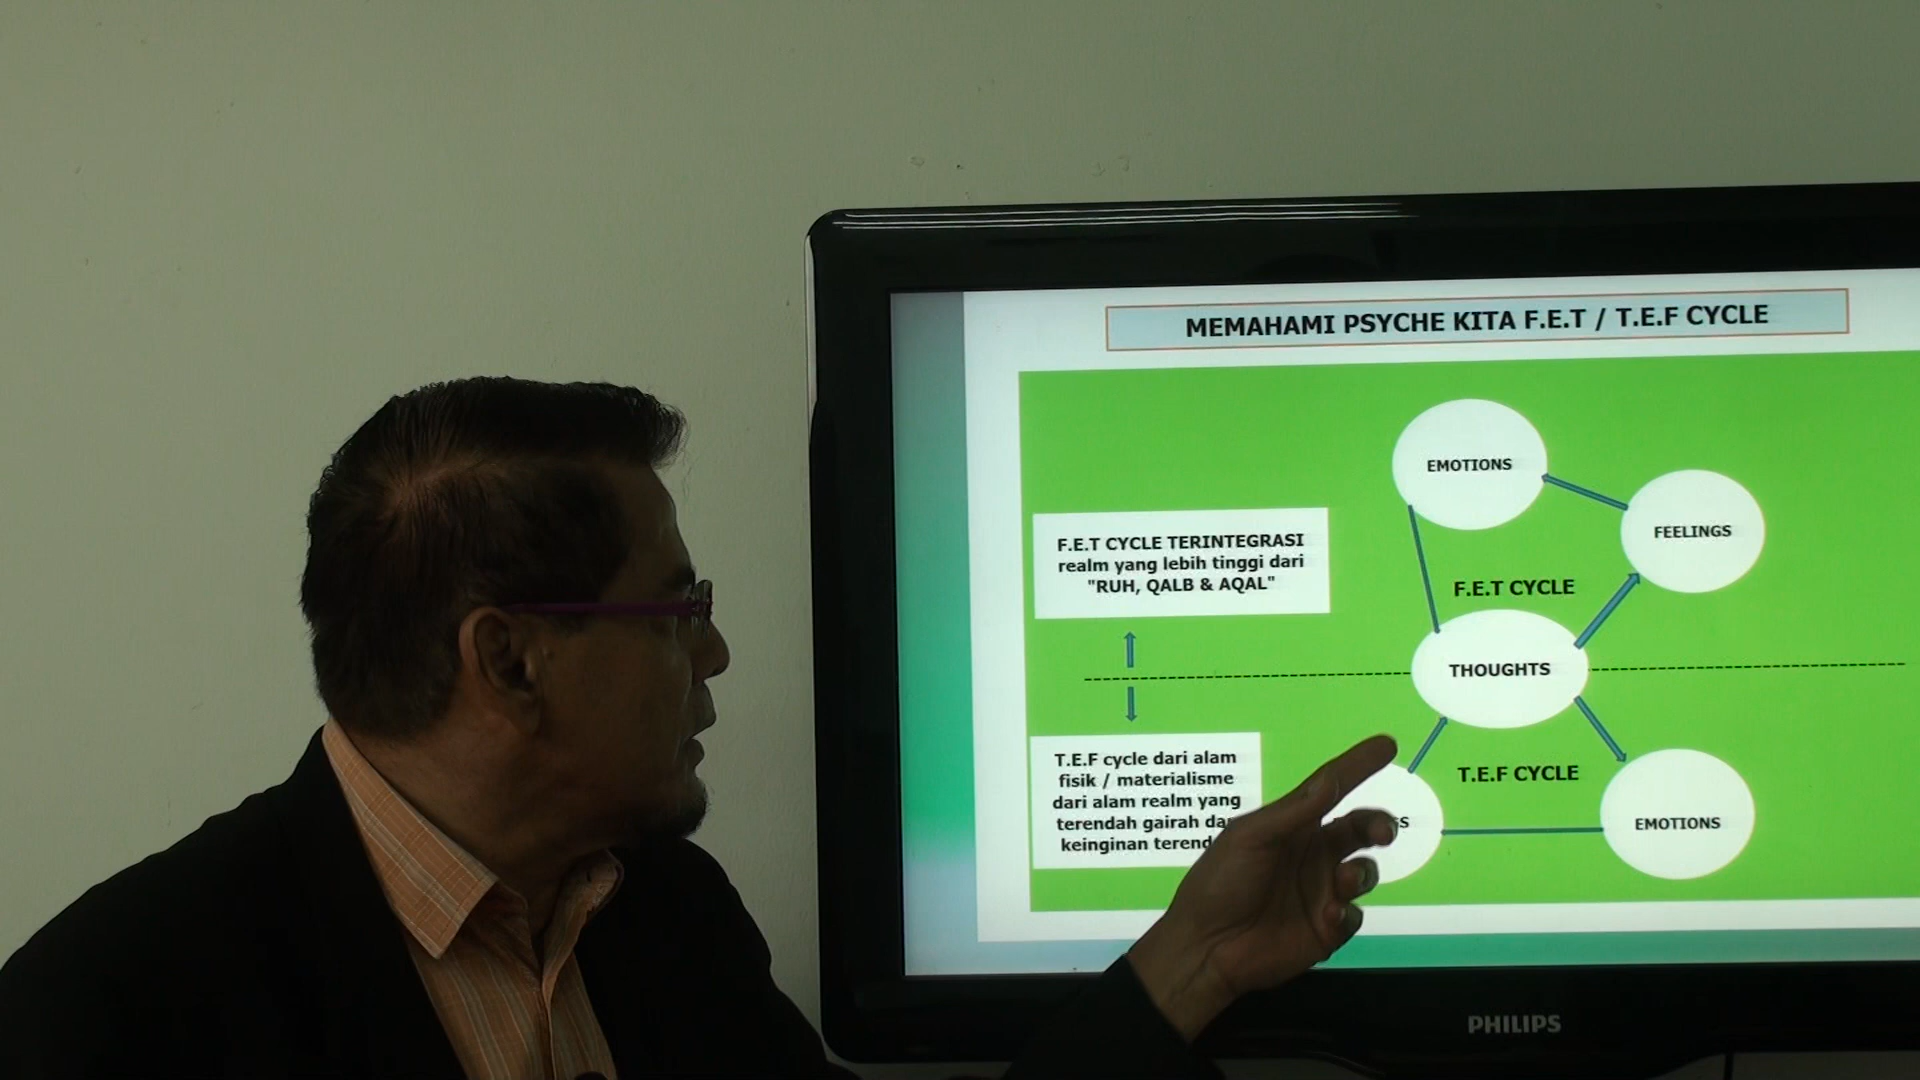 MEMAHAMI PSYCHE KITA F.E.T / T.E.F CYCLE
EMOTIONS
FEELINGS
F.E.T CYCLE TERINTEGRASI
realm yang lebih tinggi dari
"RUH, QALB & AQAL"
F.E.T CYCLE
THOUGHTS
T.E.F cycle dari alam
fisik / materialisme
dari alam realm yang
terendah gairah
keinginan
T.E.F CYCLE
EMOTIONS
PHILIPS